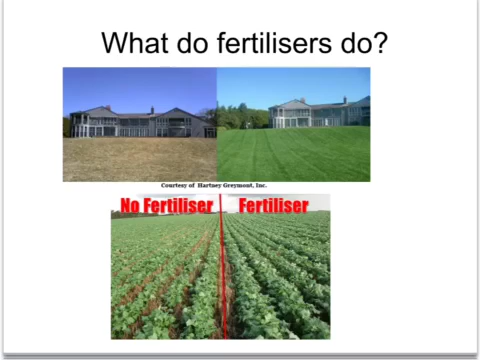 What do fertilisers do?
Courtesy of Hartney Greymont, Inc.
No Fertiliser Fertiliser